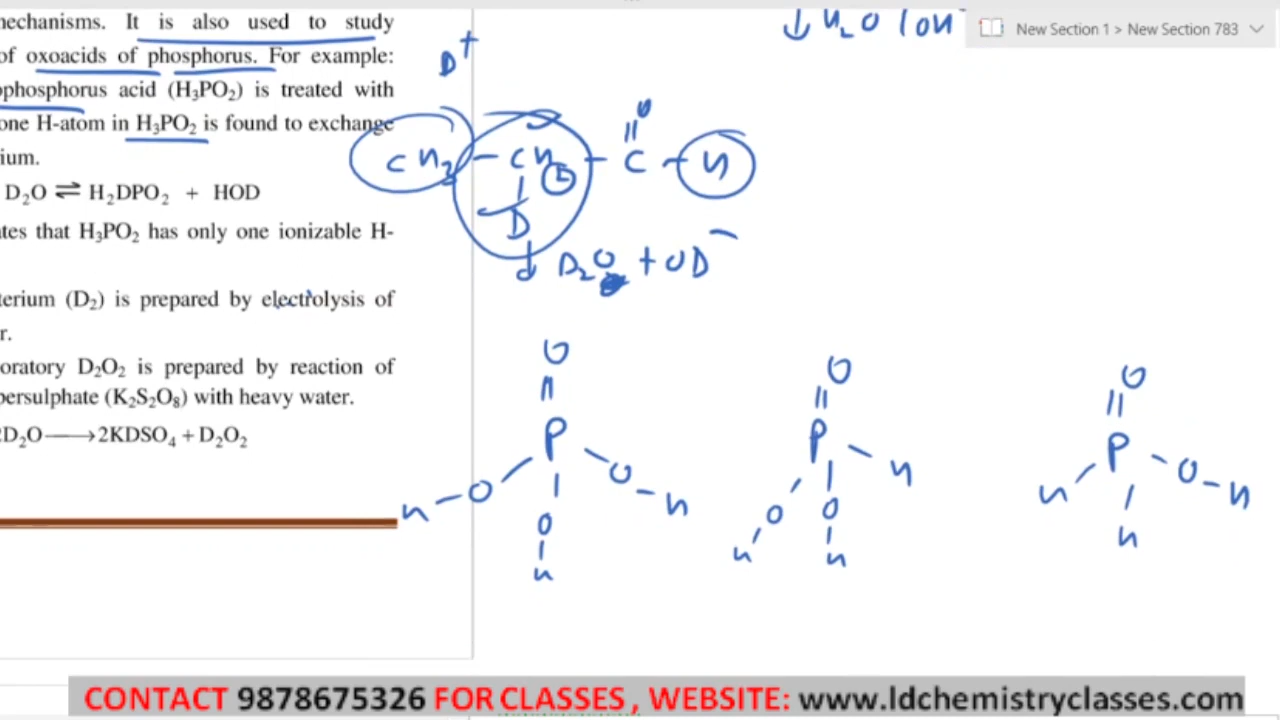 New Section 1 > New Section 783
mechanisms. It is also used to study
of oxoacids of phosphorus. For example:
ophosphorus acid (H₃PO₂) is treated with
one H-atom in H₃PO₂ is found to exchange
ium.
D₂O ⇌ H₂DPO₂ + HOD
tes that H₃PO₂ has only one ionizable H-
terium (D₂) is prepared by electrolysis of
r.
oratory D₂O₂ is prepared by reaction of
persulphate (K₂S₂O₈) with heavy water.
2D₂O ⟶ 2KDSO₄ + D₂O₂
↓ H₂O / OH⁻
D⁺
O
CH₂ – CH – C – H
D
↓ D₂O + OD⁻
O
P
H – O O – H
O
H
O
P H
O O
H H
O
P O – H
H H
CONTACT 9878675326 FOR CLASSES , WEBSITE: www.ldchemistryclasses.com